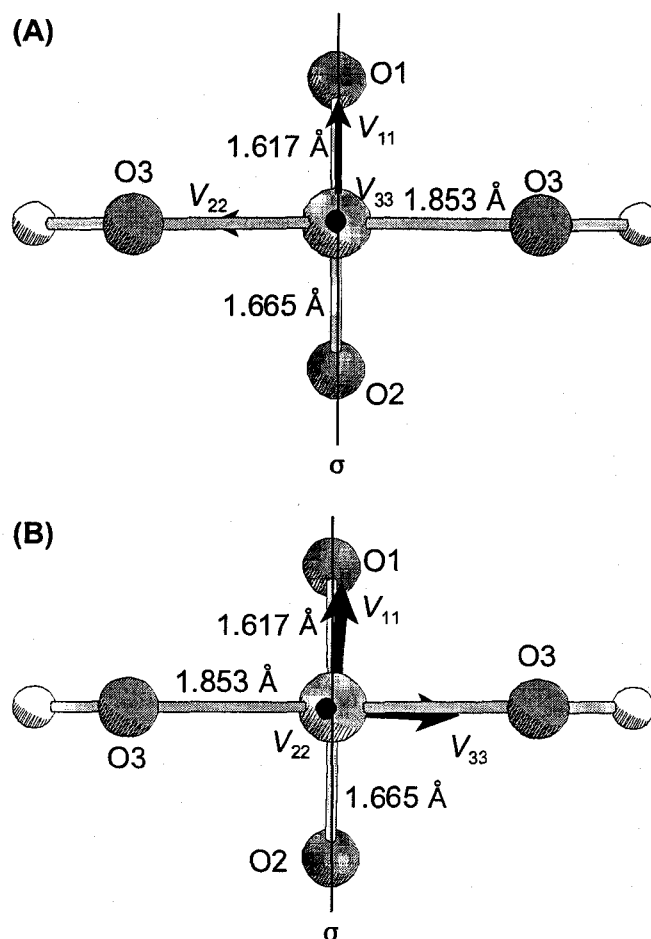 (A)
O1
V11
1.617 Å
O3
V22
V33
1.853 Å
O3
1.665 Å
O2
σ
(B)
O1
V11
1.617 Å
O3
1.853 Å
O3
V22
V33
1.665 Å
O2
σ